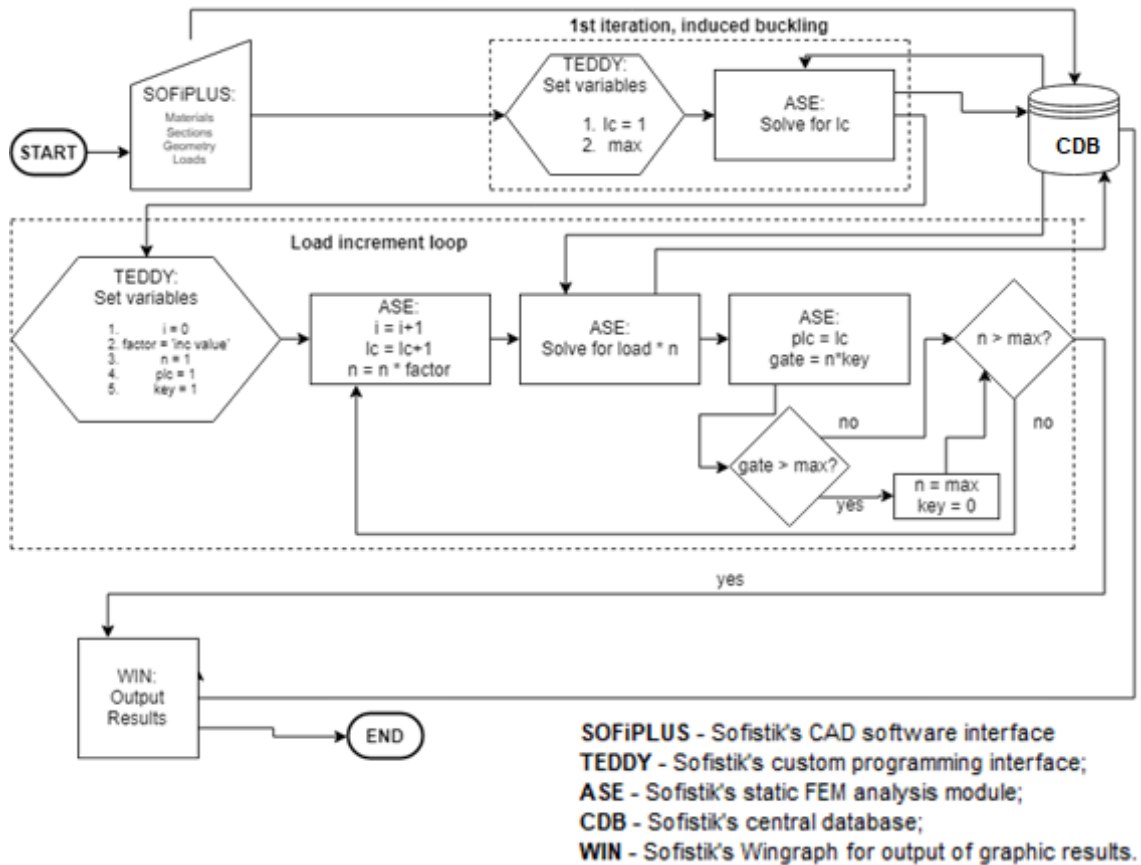 1st iteration, induced buckling
START
SOFiPLUS:
Materials
Sections
Geometry
Loads
TEDDY:
Set variables
1. lc = 1
2. max
ASE:
Solve for lc
CDB
Load increment loop
TEDDY:
Set variables
1. i = 0
2. factor = 'inc value'
3. n = 1
4. plc = 1
5. key = 1
ASE:
i = i+1
lc = lc+1
n = n * factor
ASE:
Solve for load * n
ASE:
plc = lc
gate = n*key
n > max?
no
no
gate > max?
yes
n = max
key = 0
yes
WIN:
Output
Results
END
SOFiPLUS - Sofistik's CAD software interface
TEDDY - Sofistik's custom programming interface;
ASE - Sofistik's static FEM analysis module;
CDB - Sofistik's central database;
WIN - Sofistik's Wingraph for output of graphic results.